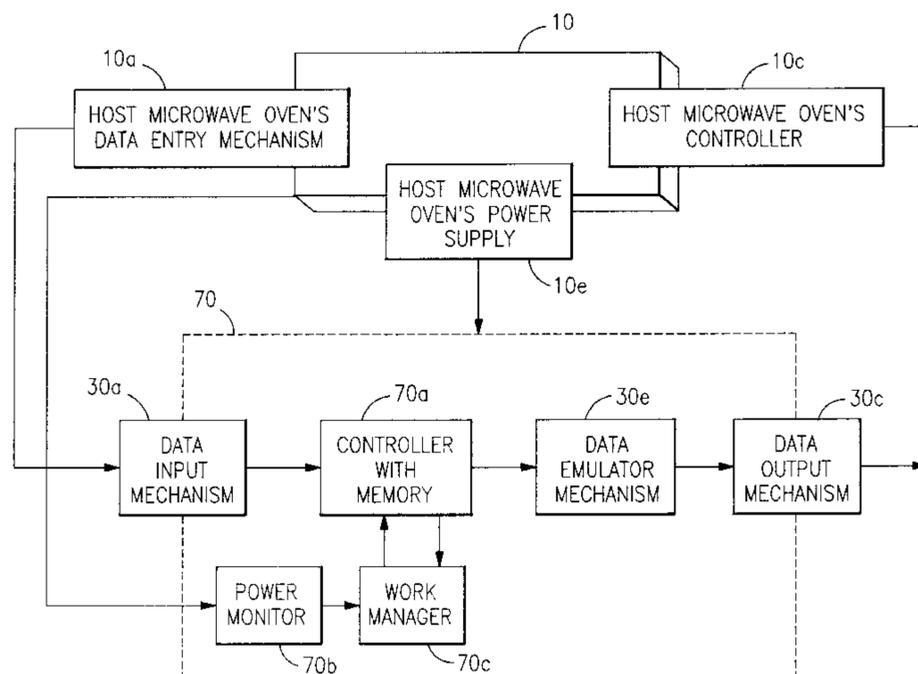 10
10a
10c
HOST MICROWAVE OVEN'S
DATA ENTRY MECHANISM
HOST MICROWAVE OVEN'S
CONTROLLER
HOST MICROWAVE
OVEN'S POWER
SUPPLY
10e
70
30a
70a
30e
30c
DATA
INPUT
MECHANISM
CONTROLLER
WITH
MEMORY
DATA
EMULATOR
MECHANISM
DATA
OUTPUT
MECHANISM
POWER
MONITOR
WORK
MANAGER
70b
70c